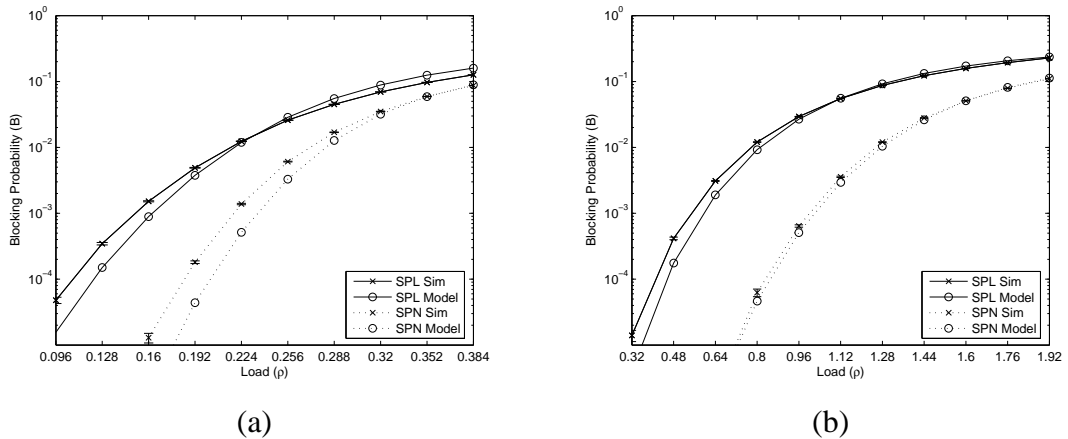 10^0
10^-1
10^-2
10^-3
10^-4
Blocking Probability (B)
0.096 0.128 0.16 0.192 0.224 0.256 0.288 0.32 0.352 0.384
Load (ρ)
SPL Sim
SPL Model
SPN Sim
SPN Model
(a)
10^0
10^-1
10^-2
10^-3
10^-4
Blocking Probability (B)
0.32 0.48 0.64 0.8 0.96 1.12 1.28 1.44 1.6 1.76 1.92
Load (ρ)
SPL Sim
SPL Model
SPN Sim
SPN Model
(b)